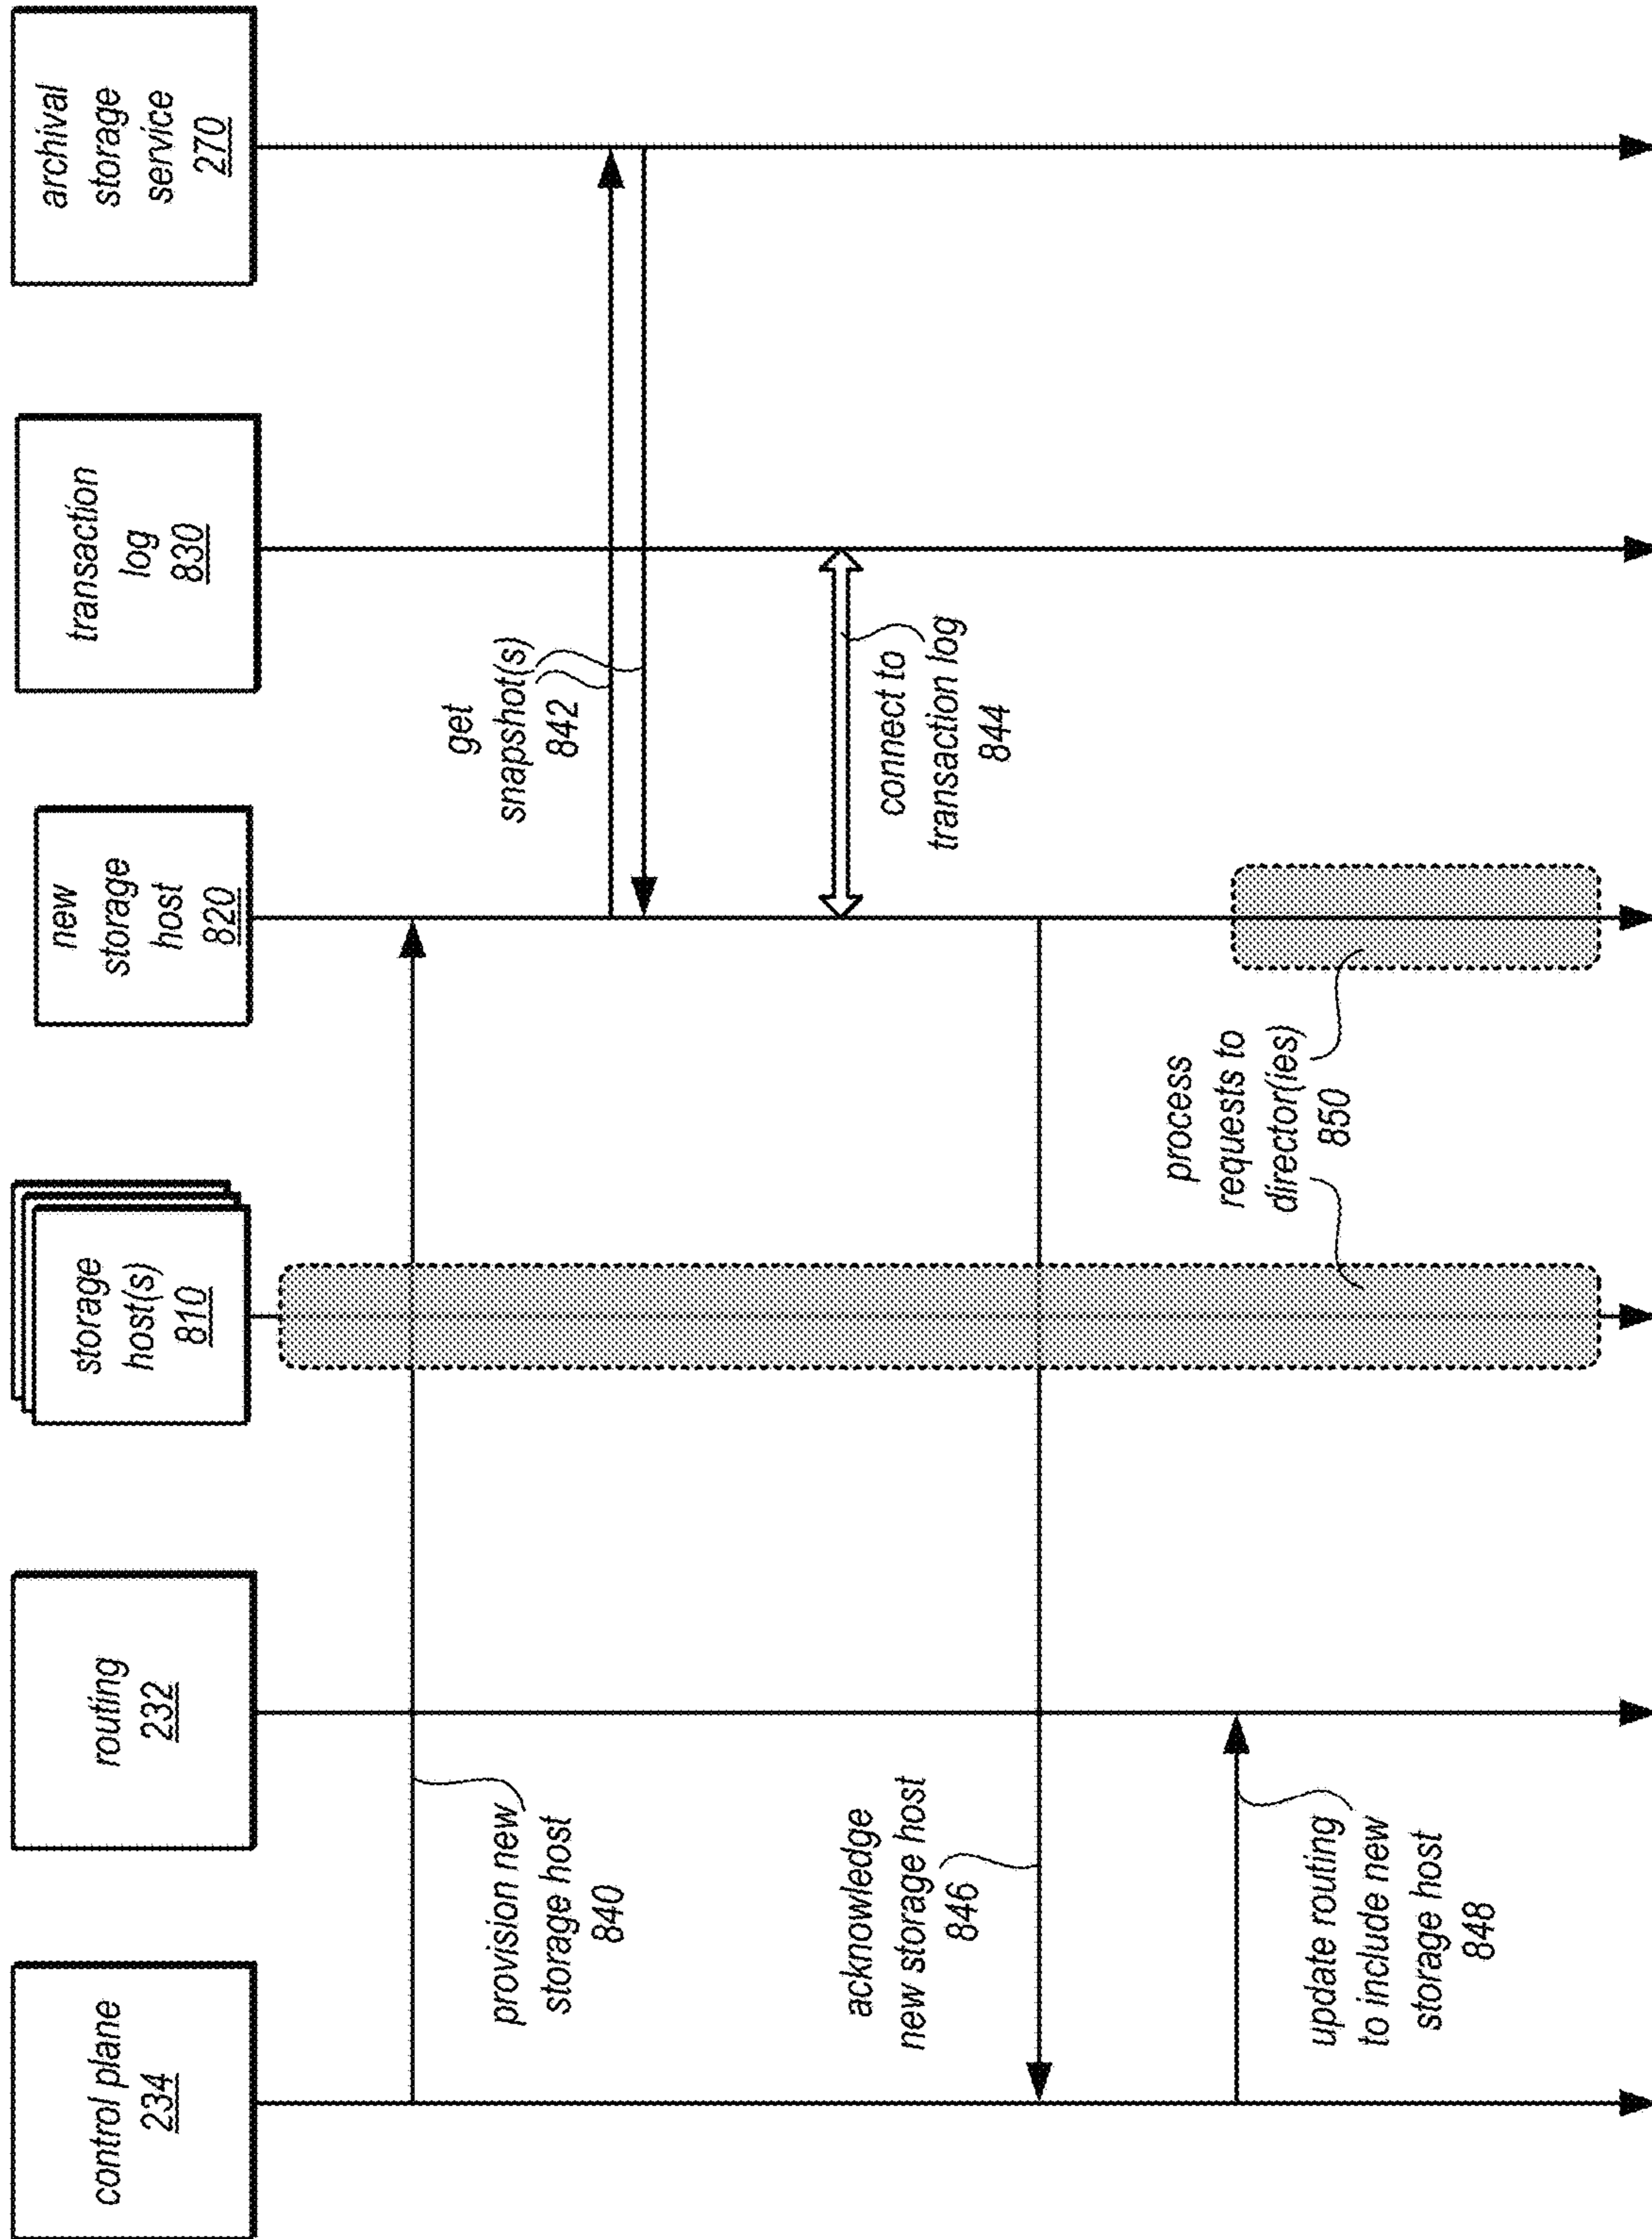 control plane
234
routing
232
storage
host(s)
810
new
storage
host
820
transaction
log
830
archival
storage
service
270
provision new
storage host
840
get
snapshot(s)
842
connect to
transaction log
844
acknowledge
new storage host
846
update routing
to include new
storage host
848
process
requests to
director(ies)
850